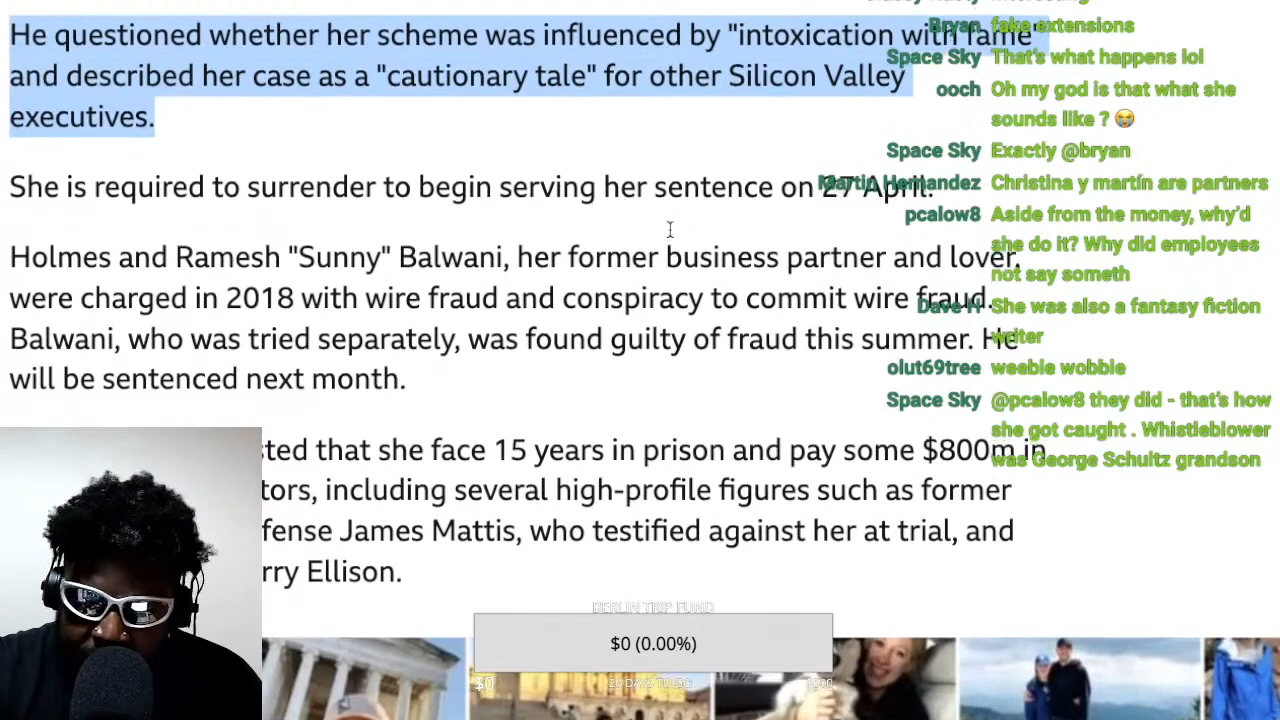 He questioned whether her scheme was influenced by "intoxication with fame"
and described her case as a "cautionary tale" for other Silicon Valley
executives.
She is required to surrender to begin serving her sentence on 27 April.
Holmes and Ramesh "Sunny" Balwani, her former business partner and lover,
were charged in 2018 with wire fraud and conspiracy to commit wire fraud.
Balwani, who was tried separately, was found guilty of fraud this summer. He
will be sentenced next month.
sted that she face 15 years in prison and pay some $800m in
tors, including several high-profile figures such as former
fense James Mattis, who testified against her at trial, and
rry Ellison.
Bryan fake extensions
Space Sky That's what happens lol
ooch Oh my god is that what she
sounds like ? 😭
Space Sky Exactly @bryan
Martin Hernandez Christina y martín are partners
pcalow8 Aside from the money, why'd
she do it? Why did employees
not say someth
Dave H She was also a fantasy fiction
writer
olut69tree weeble wobble
Space Sky @pcalow8 they did - that's how
she got caught . Whistleblower
was George Schultz grandson
BERLIN TRIP FUND
$0 (0.00%)
$0